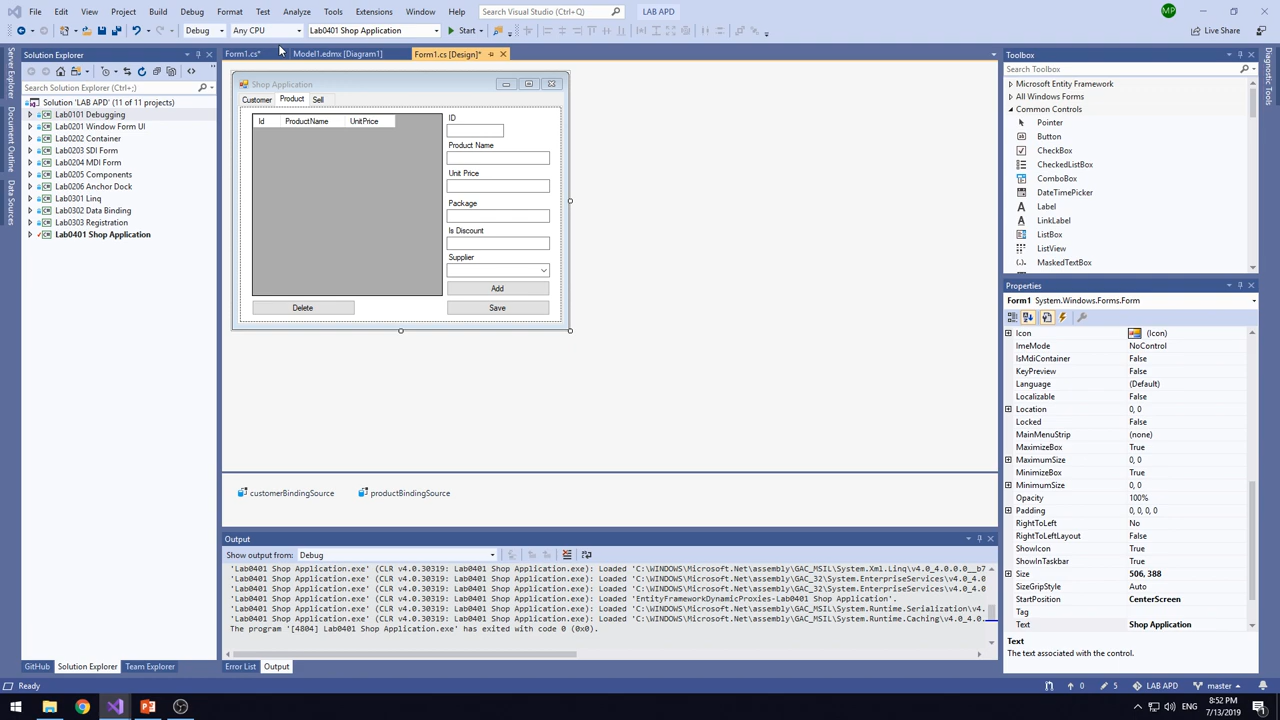 File Edit View Project Build Debug Format Test Analyze Tools Extensions Window Help Search Visual Studio LAB APD MP
Debug Any CPU Lab0401 Shop Application Start Live Share
Solution Explorer
Form1.cs* Model1.edmx [Diagram1] Form1.cs [Design]*
Toolbox
Search Solution Explorer (Ctrl+;)
Solution 'LAB APD' (11 of 11 projects)
Lab0101 Debugging
Lab0201 Window Form UI
Lab0202 Container
Lab0203 SDI Form
Lab0204 MDI Form
Lab0205 Components
Lab0206 Anchor Dock
Lab0301 Linq
Lab0302 Data Binding
Lab0303 Registration
Lab0401 Shop Application
Server Explorer
Document Outline
Data Sources
Shop Application
Customer Product Sell
Id ProductName UnitPrice
ID
Product Name
Unit Price
Package
Is Discount
Supplier
Add
Delete Save
customerBindingSource productBindingSource
Search Toolbox
Microsoft Entity Framework
All Windows Forms
Common Controls
Pointer
Button
CheckBox
CheckedListBox
ComboBox
DateTimePicker
Label
LinkLabel
ListBox
ListView
MaskedTextBox
Diagnostic Tools
Properties
Form1 System.Windows.Forms.Form
Icon (Icon)
ImeMode NoControl
IsMdiContainer False
KeyPreview False
Language (Default)
Localizable False
Location 0, 0
Locked False
MainMenuStrip (none)
MaximizeBox True
MaximumSize 0, 0
MinimizeBox True
MinimumSize 0, 0
Opacity 100%
Padding 0, 0, 0, 0
RightToLeft No
RightToLeftLayout False
ShowIcon True
ShowInTaskbar True
Size 506, 388
SizeGripStyle Auto
StartPosition CenterScreen
Tag
Text Shop Application
Text
The text associated with the control.
Output
Show output from: Debug
'Lab0401 Shop Application.exe' (CLR v4.0.30319: Lab0401 Shop Application.exe): Loaded 'C:\WINDOWS\Microsoft.Net\assembly\GAC_MSIL\System.Xml.Linq\v4.0_4.0.0.0__b7
'Lab0401 Shop Application.exe' (CLR v4.0.30319: Lab0401 Shop Application.exe): Loaded 'C:\WINDOWS\Microsoft.Net\assembly\GAC_32\System.EnterpriseServices\v4.0_4.0
'Lab0401 Shop Application.exe' (CLR v4.0.30319: Lab0401 Shop Application.exe): Loaded 'C:\WINDOWS\Microsoft.Net\assembly\GAC_32\System.EnterpriseServices\v4.0_4.0
'Lab0401 Shop Application.exe' (CLR v4.0.30319: Lab0401 Shop Application.exe): Loaded 'EntityFrameworkDynamicProxies-Lab0401 Shop Application'.
'Lab0401 Shop Application.exe' (CLR v4.0.30319: Lab0401 Shop Application.exe): Loaded 'C:\WINDOWS\Microsoft.Net\assembly\GAC_MSIL\System.Runtime.Serialization\v4.
'Lab0401 Shop Application.exe' (CLR v4.0.30319: Lab0401 Shop Application.exe): Loaded 'C:\WINDOWS\Microsoft.Net\assembly\GAC_MSIL\System.Runtime.Caching\v4.0_4.0.
The program '[4804] Lab0401 Shop Application.exe' has exited with code 0 (0x0).
GitHub Solution Explorer Team Explorer Error List Output
Ready 0 5 LAB APD master
ENG 8:52 PM
7/13/2019 1